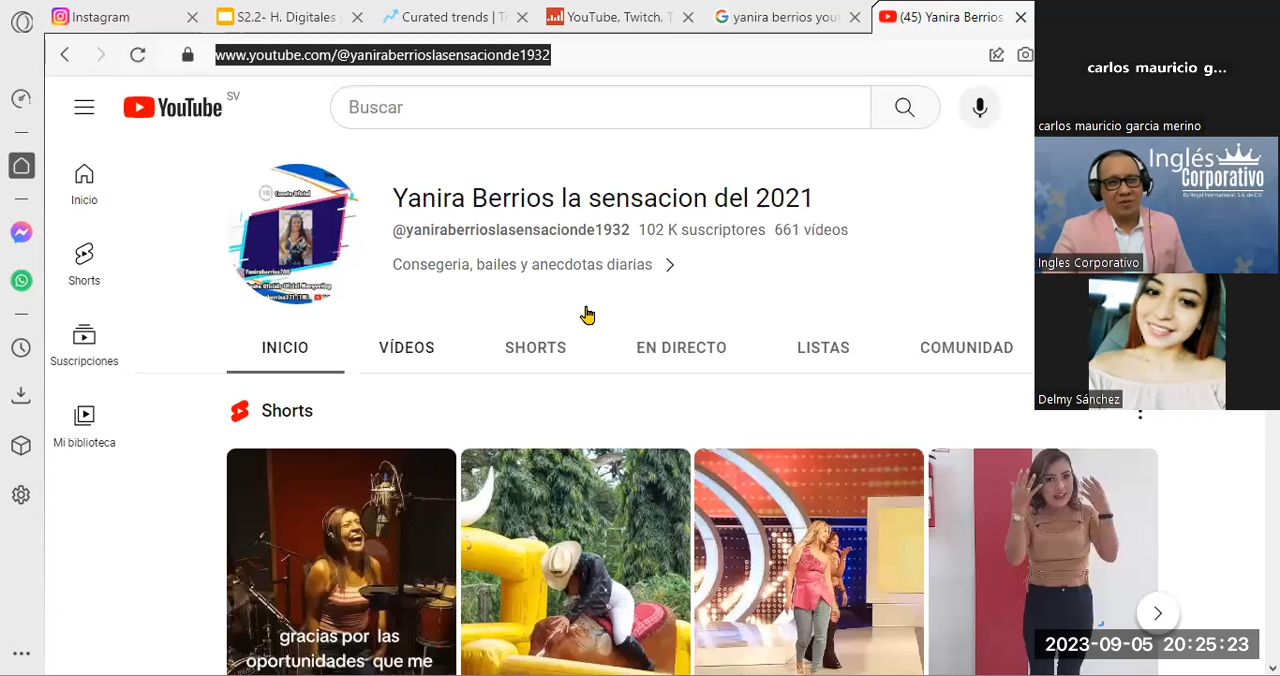 Instagram
S2.2- H. Digitales
Curated trends | T
YouTube, Twitch, T
yanira berrios you
(45) Yanira Berrios
www.youtube.com/@yaniraberrioslasensacionde1932
YouTube SV
Buscar
Inicio
Shorts
Suscripciones
Mi biblioteca
Yanira Berrios la sensacion del 2021
@yaniraberrioslasensacionde1932 102 K suscriptores 661 vídeos
Consegeria, bailes y anecdotas diarias
INICIO VÍDEOS SHORTS EN DIRECTO LISTAS COMUNIDAD
Shorts
gracias por las
oportunidades que me
carlos mauricio g...
carlos mauricio garcia merino
Inglés
Corporativo
Ingles Corporativo
Delmy Sánchez
2023-09-05 20:25:23